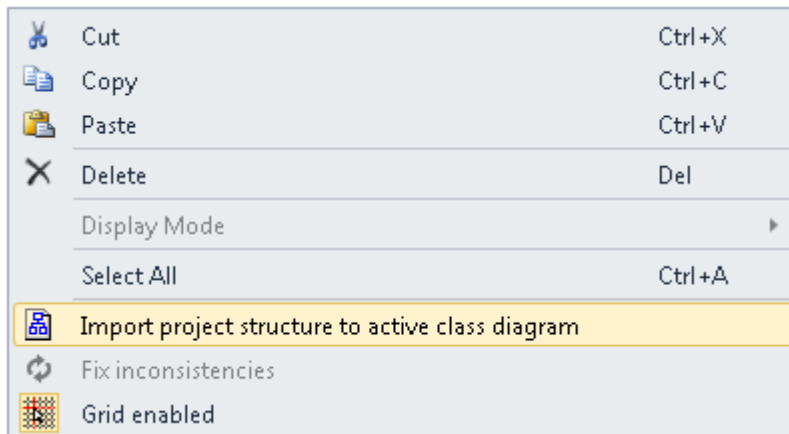 Cut Ctrl+X
Copy Ctrl+C
Paste Ctrl+V
Delete Del
Display Mode
Select All Ctrl+A
Import project structure to active class diagram
Fix inconsistencies
Grid enabled